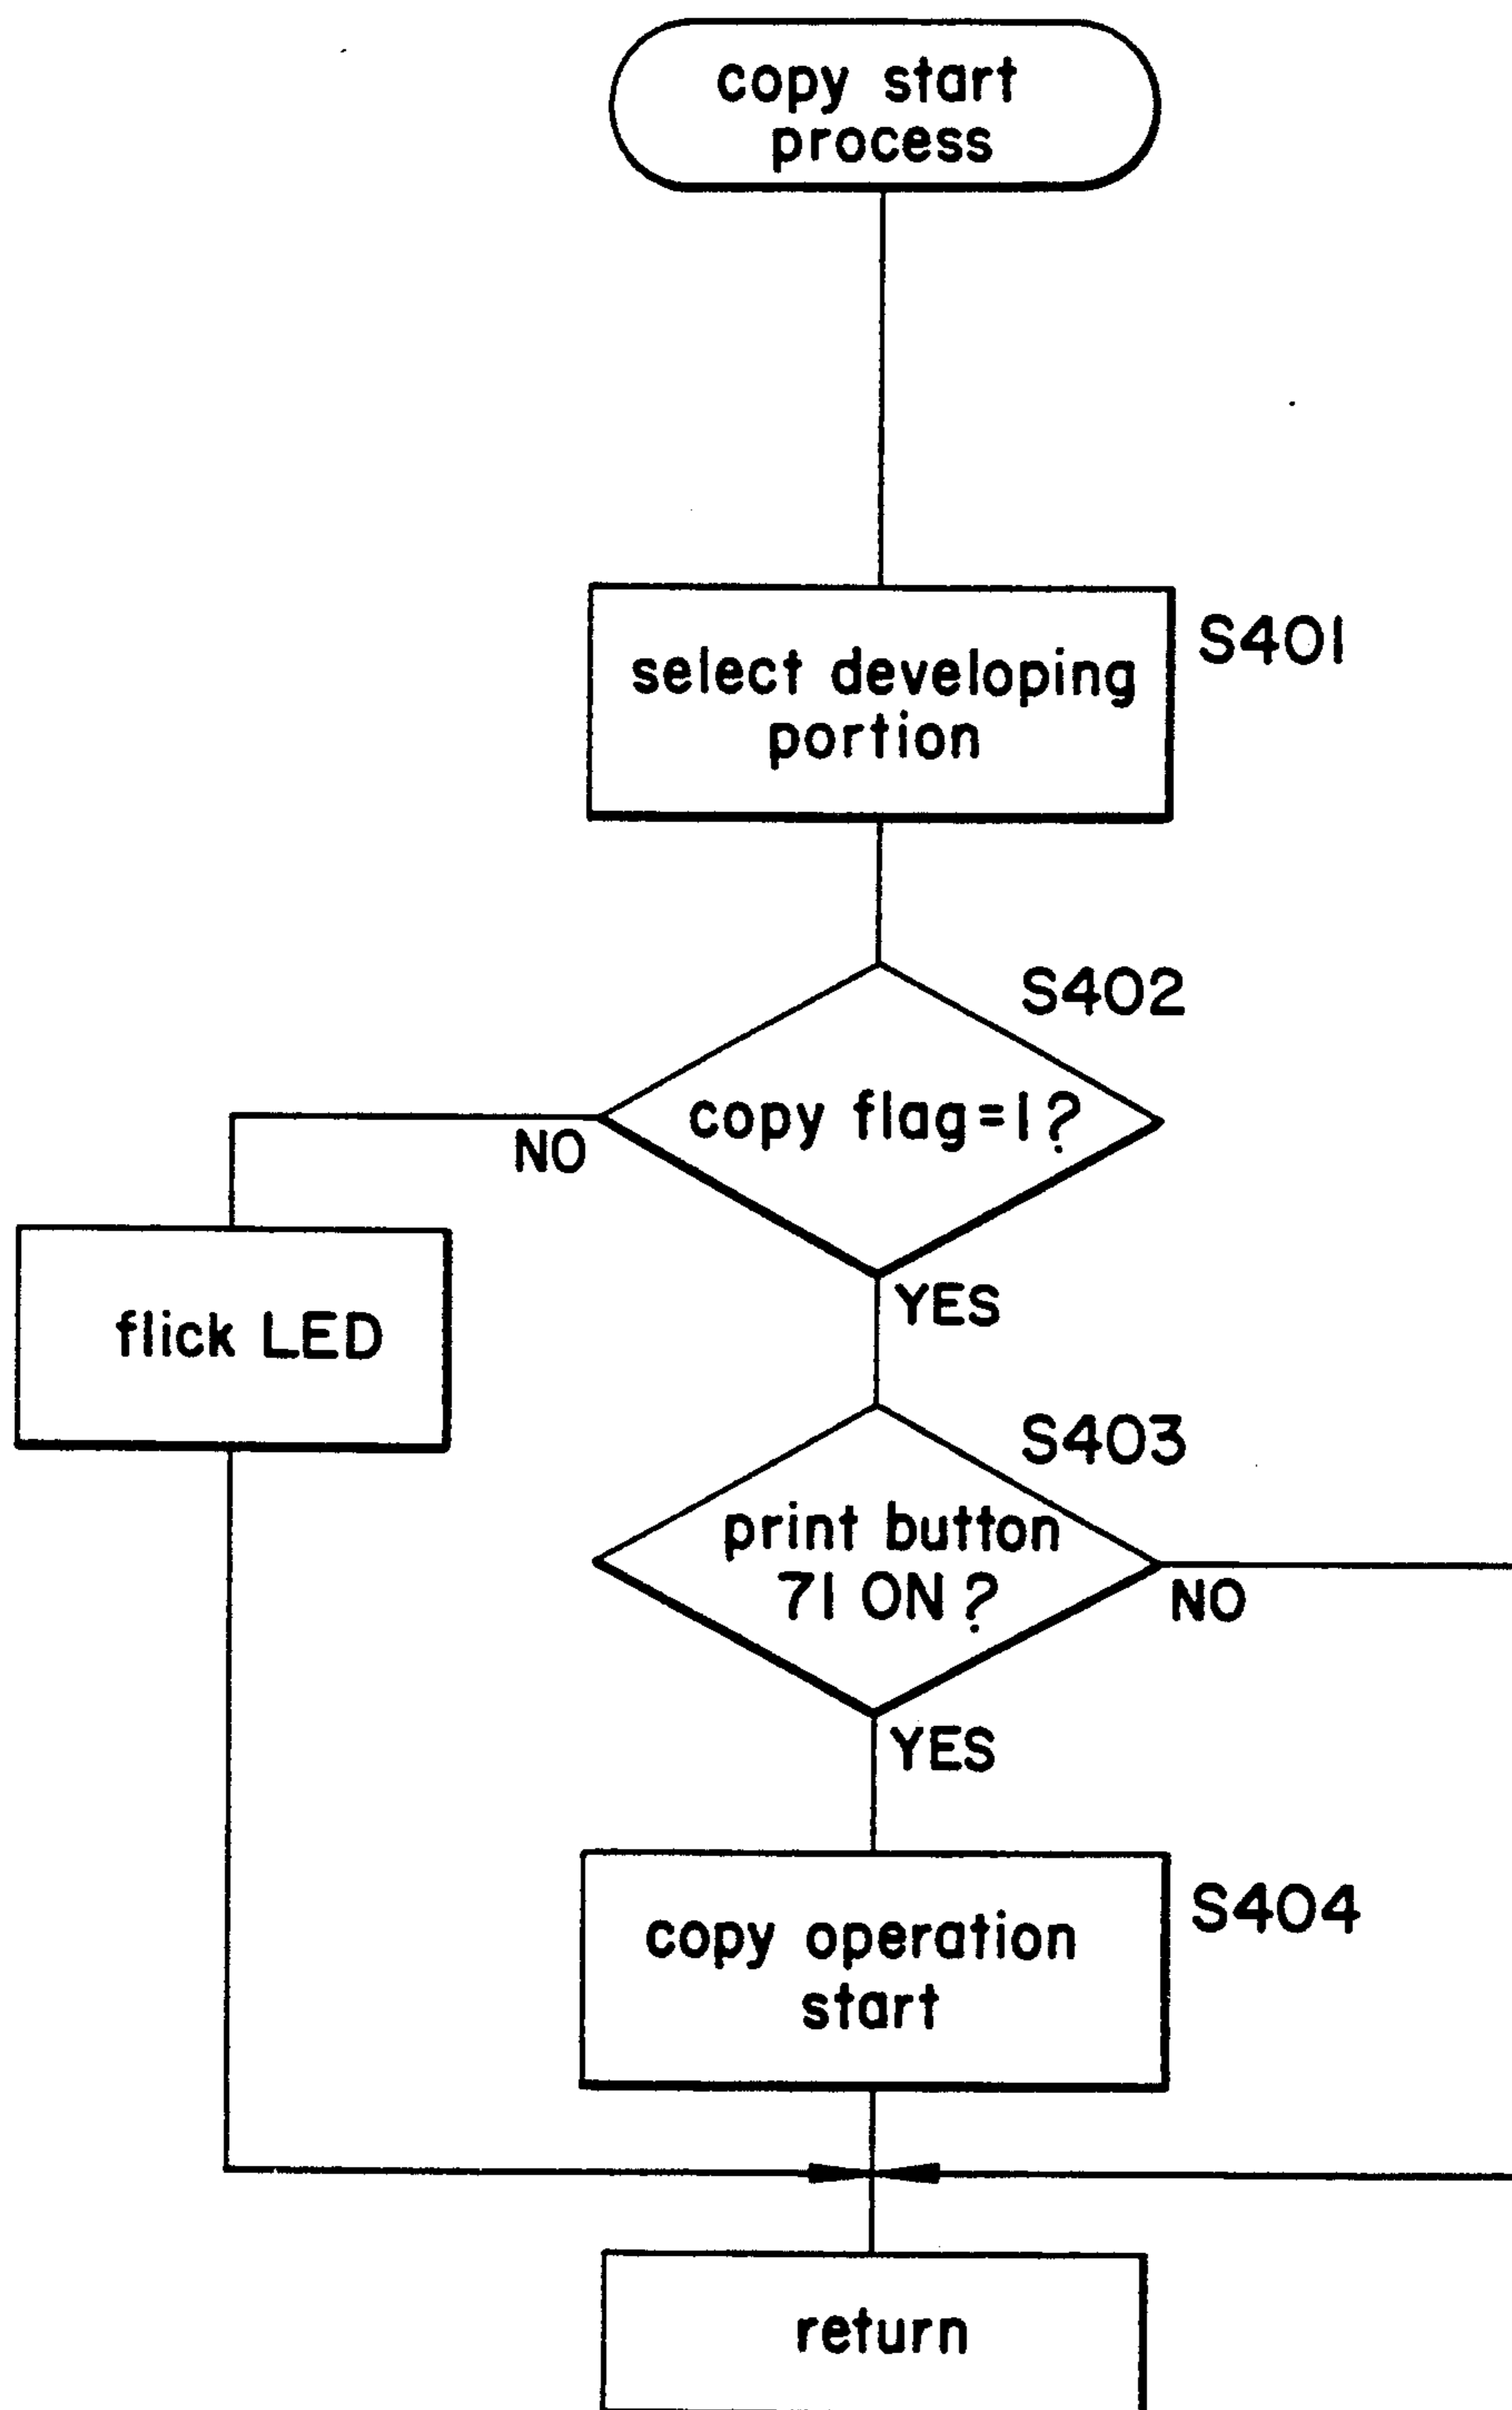 copy start
process
select developing
portion
S401
S402
copy flag=1?
NO
YES
flick LED
S403
print button
71 ON?
NO
YES
copy operation
start
S404
return